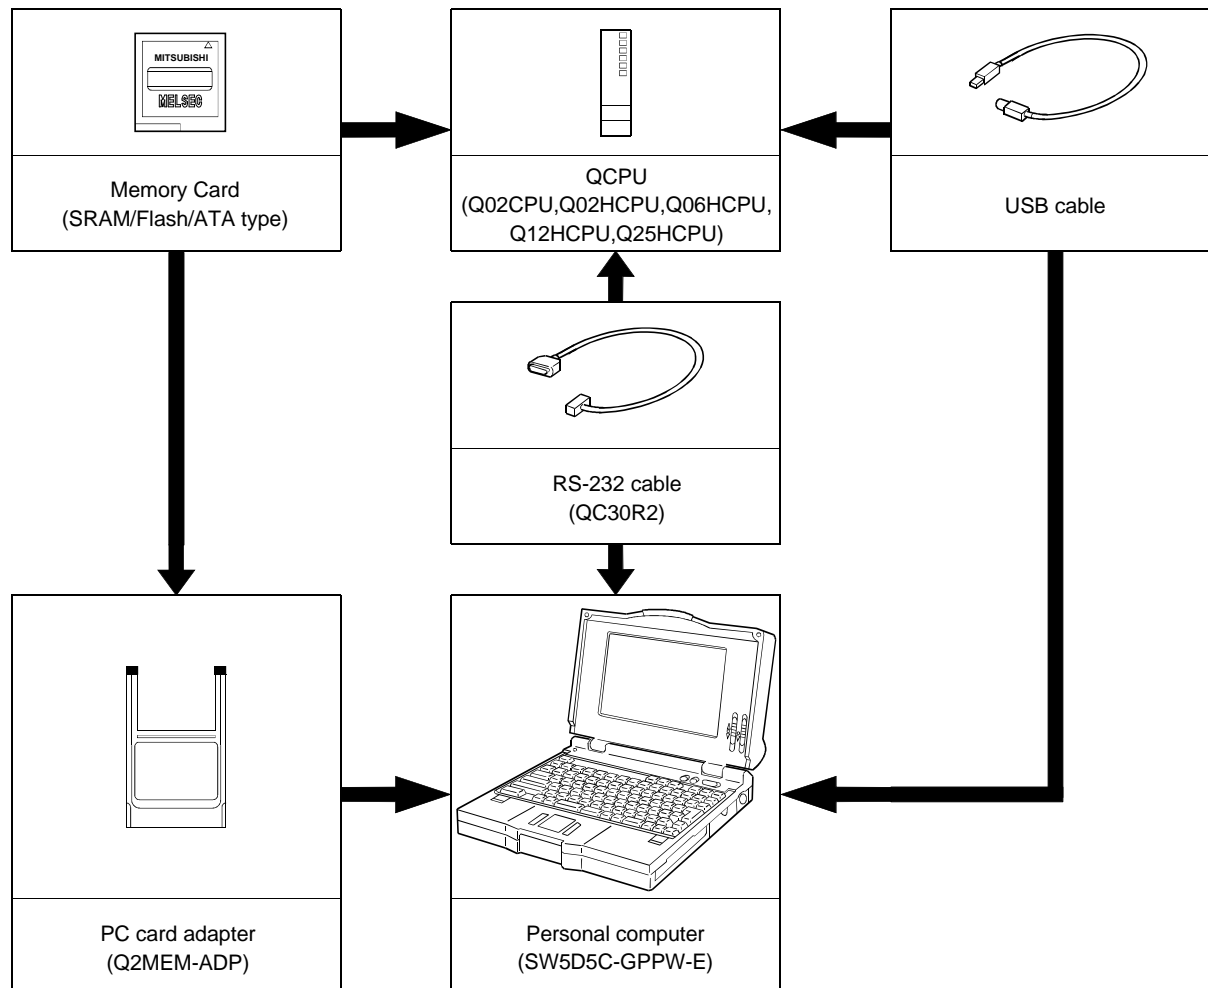 MITSUBISHI
MELSEC
Memory Card
(SRAM/Flash/ATA type)
QCPU
(Q02CPU,Q02HCPU,Q06HCPU,
Q12HCPU,Q25HCPU)
USB cable
RS-232 cable
(QC30R2)
PC card adapter
(Q2MEM-ADP)
Personal computer
(SW5D5C-GPPW-E)